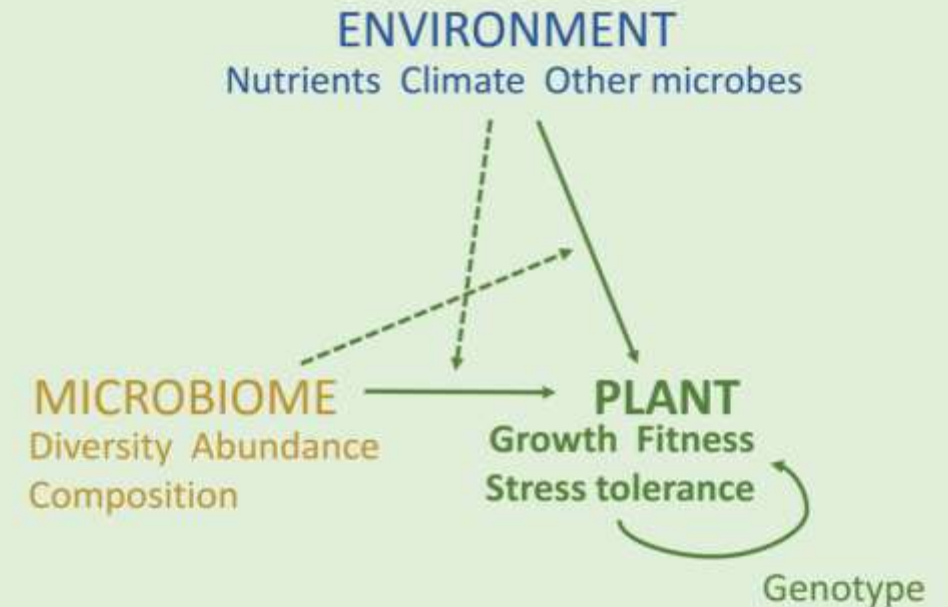 ENVIRONMENT
Nutrients Climate Other microbes
MICROBIOME
Diversity Abundance
Composition
PLANT
Growth Fitness
Stress tolerance
Genotype